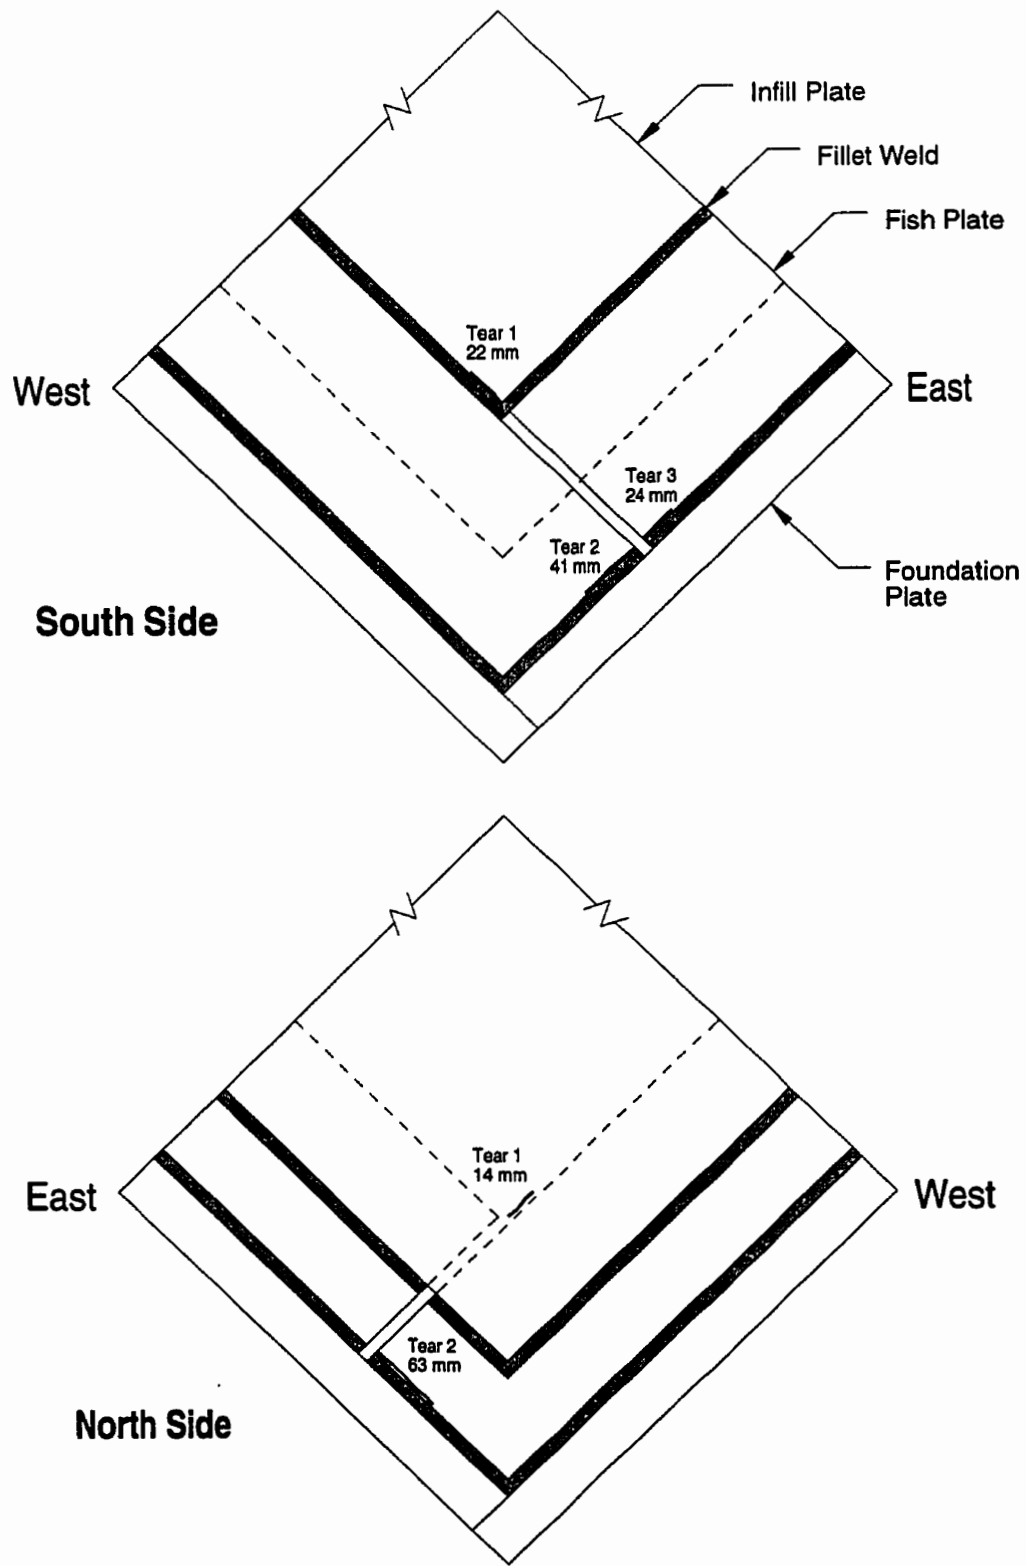 Infill Plate
Fillet Weld
Fish Plate
Tear 1
22 mm
West
East
Tear 3
24 mm
Tear 2
41 mm
Foundation
Plate
South Side
Tear 1
14 mm
East
West
Tear 2
63 mm
North Side